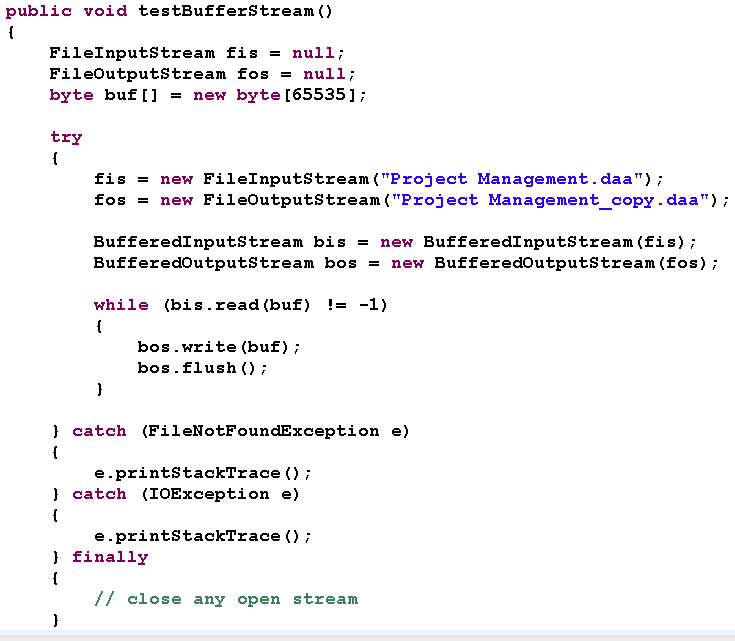 public void testBufferStream()
{
    FileInputStream fis = null;
    FileOutputStream fos = null;
    byte buf[] = new byte[65535];

    try
    {
        fis = new FileInputStream("Project Management.daa");
        fos = new FileOutputStream("Project Management_copy.daa");

        BufferedInputStream bis = new BufferedInputStream(fis);
        BufferedOutputStream bos = new BufferedOutputStream(fos);

        while (bis.read(buf) != -1)
        {
            bos.write(buf);
            bos.flush();
        }

    } catch (FileNotFoundException e)
    {
        e.printStackTrace();
    } catch (IOException e)
    {
        e.printStackTrace();
    } finally
    {
        // close any open stream
    }